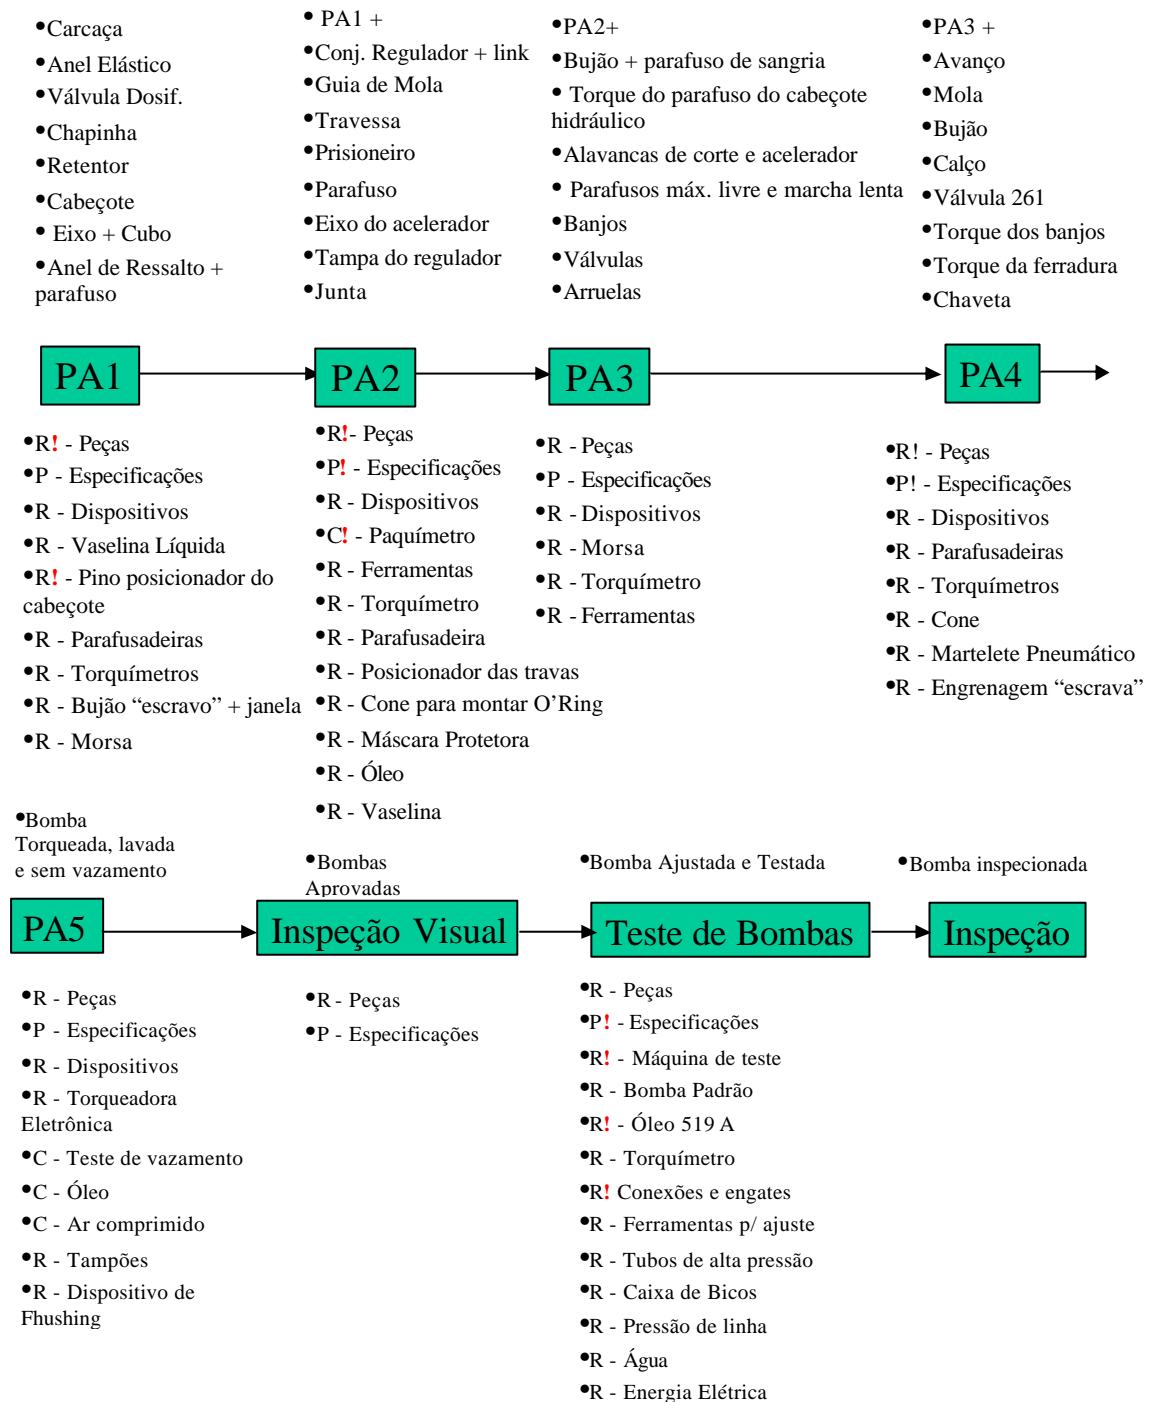 •Carcaça
•Anel Elástico
•Válvula Dosif.
•Chapinha
•Retentor
•Cabeçote
• Eixo + Cubo
•Anel de Ressalto +
parafuso
• PA1 +
•Conj. Regulador + link
•Guia de Mola
•Travessa
•Prisioneiro
•Parafuso
•Eixo do acelerador
•Tampa do regulador
•Junta
•PA2+
•Bujão + parafuso de sangria
• Torque do parafuso do cabeçote
hidráulico
•Alavancas de corte e acelerador
• Parafusos máx. livre e marcha lenta
•Banjos
•Válvulas
•Arruelas
•PA3 +
•Avanço
•Mola
•Bujão
•Calço
•Válvula 261
•Torque dos banjos
•Torque da ferradura
•Chaveta
PA1
PA2
PA3
PA4
•R! - Peças
•P - Especificações
•R - Dispositivos
•R - Vaselina Líquida
•R! - Pino posicionador do
cabeçote
•R - Parafusadeiras
•R - Torquímetros
•R - Bujão “escravo” + janela
•R - Morsa
•R!- Peças
•P! - Especificações
•R - Dispositivos
•C! - Paquímetro
•R - Ferramentas
•R - Torquímetro
•R - Parafusadeira
•R - Posicionador das travas
•R - Cone para montar O’Ring
•R - Máscara Protetora
•R - Óleo
•R - Vaselina
•R - Peças
•P - Especificações
•R - Dispositivos
•R - Morsa
•R - Torquímetro
•R - Ferramentas
•R! - Peças
•P! - Especificações
•R - Dispositivos
•R - Parafusadeiras
•R - Torquímetros
•R - Cone
•R - Martelete Pneumático
•R - Engrenagem “escrava”
•Bomba
Torqueada, lavada
e sem vazamento
•Bombas
Aprovadas
•Bomba Ajustada e Testada
•Bomba inspecionada
PA5
Inspeção Visual
Teste de Bombas
Inspeção
•R - Peças
•P - Especificações
•R - Dispositivos
•R - Torqueadora
Eletrônica
•C - Teste de vazamento
•C - Óleo
•C - Ar comprimido
•R - Tampões
•R - Dispositivo de
Fhushing
•R - Peças
•P - Especificações
•R - Peças
•P! - Especificações
•R! - Máquina de teste
•R - Bomba Padrão
•R! - Óleo 519 A
•R - Torquímetro
•R! Conexões e engates
•R - Ferramentas p/ ajuste
•R - Tubos de alta pressão
•R - Caixa de Bicos
•R - Pressão de linha
•R - Água
•R - Energia Elétrica